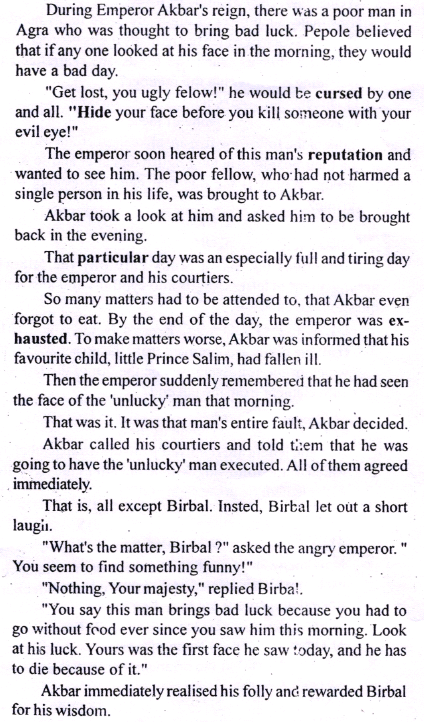 During Emperor Akbar's reign, there was a poor man in
Agra who was thought to bring bad luck. Pepole believed
that if any one looked at his face in the morning, they would
have a bad day.
"Get lost, you ugly felow!" he would be cursed by one
and all. "Hide your face before you kill someone with your
evil eye!"
The emperor soon heared of this man's reputation and
wanted to see him. The poor fellow, who had not harmed a
single person in his life, was brought to Akbar.
Akbar took a look at him and asked him to be brought
back in the evening.
That particular day was an especially full and tiring day
for the emperor and his courtiers.
So many matters had to be attended to, that Akbar even
forgot to eat. By the end of the day, the emperor was ex-
hausted. To make matters worse, Akbar was informed that his
favourite child, little Prince Salim, had fallen ill.
Then the emperor suddenly remembered that he had seen
the face of the 'unlucky' man that morning.
That was it. It was that man's entire fault, Akbar decided.
Akbar called his courtiers and told them that he was
going to have the 'unlucky' man executed. All of them agreed
immediately.
That is, all except Birbal. Insted, Birbal let out a short
laugh.
"What's the matter, Birbal ?" asked the angry emperor. "
You seem to find something funny!"
"Nothing, Your majesty," replied Birbal.
"You say this man brings bad luck because you had to
go without food ever since you saw him this morning. Look
at his luck. Yours was the first face he saw today, and he has
to die because of it."
Akbar immediately realised his folly and rewarded Birbal
for his wisdom.